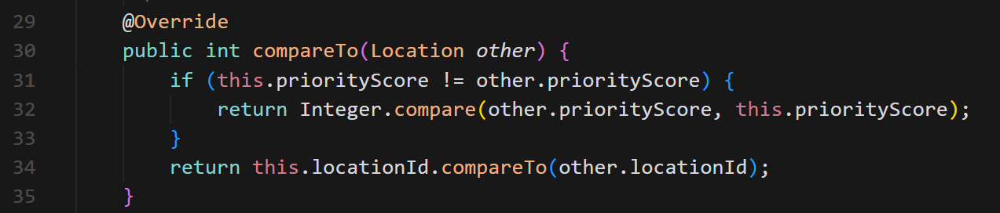 29 @Override
30 public int compareTo(Location other) {
31 if (this.priorityScore != other.priorityScore) {
32 return Integer.compare(other.priorityScore, this.priorityScore);
33 }
34 return this.locationId.compareTo(other.locationId);
35 }